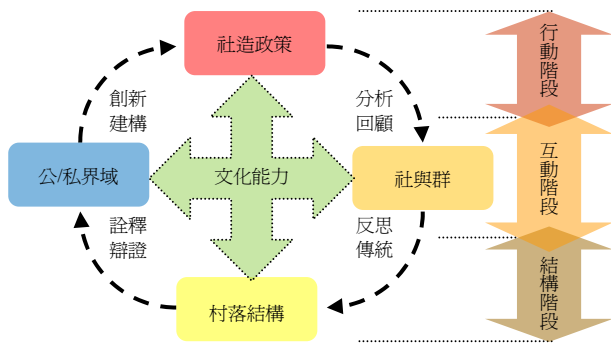 社造政策
創新
建構
分析
回顧
公/私界域
文化能力
社與群
詮釋
辯證
反思
傳統
村落結構
行動階段
互動階段
結構階段